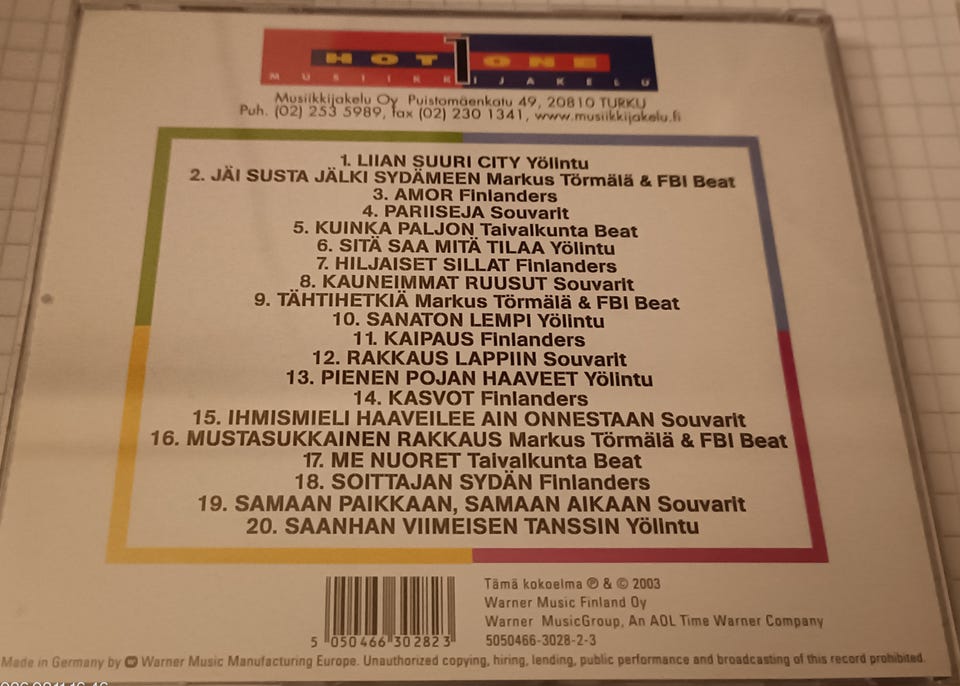 HOT 1 ONE
MUSIIKKIJAKELU
Musiikkijakelu Oy Puistomäenkatu 49, 20810 TURKU
Puh. (02) 253 5989, fax (02) 230 1341, www.musiikkijakelu.fi
1. LIIAN SUURI CITY Yölintu
2. JÄI SUSTA JÄLKI SYDÄMEEN Markus Törmälä & FBI Beat
3. AMOR Finlanders
4. PARIISEJA Souvarit
5. KUINKA PALJON Taivalkunta Beat
6. SITÄ SAA MITÄ TILAA Yölintu
7. HILJAISET SILLAT Finlanders
8. KAUNEIMMAT RUUSUT Souvarit
9. TÄHTIHETKIÄ Markus Törmälä & FBI Beat
10. SANATON LEMPI Yölintu
11. KAIPAUS Finlanders
12. RAKKAUS LAPPIIN Souvarit
13. PIENEN POJAN HAAVEET Yölintu
14. KASVOT Finlanders
15. IHMISMIELI HAAVEILEE AIN ONNESTAAN Souvarit
16. MUSTASUKKAINEN RAKKAUS Markus Törmälä & FBI Beat
17. ME NUORET Taivalkunta Beat
18. SOITTAJAN SYDÄN Finlanders
19. SAMAAN PAIKKAAN, SAMAAN AIKAAN Souvarit
20. SAANHAN VIIMEISEN TANSSIN Yölintu
5 050466 302823
Tämä kokoelma ℗ & © 2003
Warner Music Finland Oy
Warner MusicGroup, An AOL Time Warner Company
5050466-3028-2-3
Made in Germany by Warner Music Manufacturing Europe. Unauthorized copying, hiring, lending, public performance and broadcasting of this record prohibited.